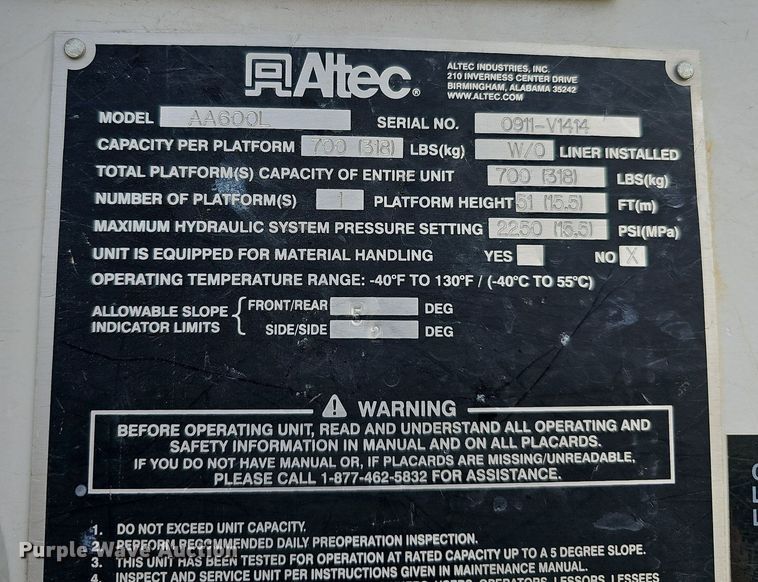 Altec®
ALTEC INDUSTRIES, INC.
210 INVERNESS CENTER DRIVE
BIRMINGHAM, ALABAMA 35242
WWW.ALTEC.COM
MODEL AA600L SERIAL NO. 0911-V1414
CAPACITY PER PLATFORM 700 (318) LBS(kg) W/O LINER INSTALLED
TOTAL PLATFORM(S) CAPACITY OF ENTIRE UNIT 700 (318) LBS(kg)
NUMBER OF PLATFORM(S) 1 PLATFORM HEIGHT 51 (15.5) FT(m)
MAXIMUM HYDRAULIC SYSTEM PRESSURE SETTING 2250 (15.5) PSI(MPa)
UNIT IS EQUIPPED FOR MATERIAL HANDLING YES NO X
OPERATING TEMPERATURE RANGE: -40°F TO 130°F / (-40°C TO 55°C)
ALLOWABLE SLOPE INDICATOR LIMITS
FRONT/REAR 5 DEG
SIDE/SIDE 2 DEG
⚠ WARNING
BEFORE OPERATING UNIT, READ AND UNDERSTAND ALL OPERATING AND
SAFETY INFORMATION IN MANUAL AND ON ALL PLACARDS.
IF YOU DO NOT HAVE MANUAL OR, IF PLACARDS ARE MISSING/UNREADABLE,
PLEASE CALL 1-877-462-5832 FOR ASSISTANCE.
1. DO NOT EXCEED UNIT CAPACITY.
2. PERFORM RECOMMENDED DAILY PREOPERATION INSPECTION.
3. THIS UNIT HAS BEEN TESTED FOR OPERATION AT RATED CAPACITY UP TO A 5 DEGREE SLOPE.
4. INSPECT AND SERVICE UNIT PER INSTRUCTIONS GIVEN IN MAINTENANCE MANUAL.
OPERATORS, LESSORS, LESSEES
Purple Wave Auction